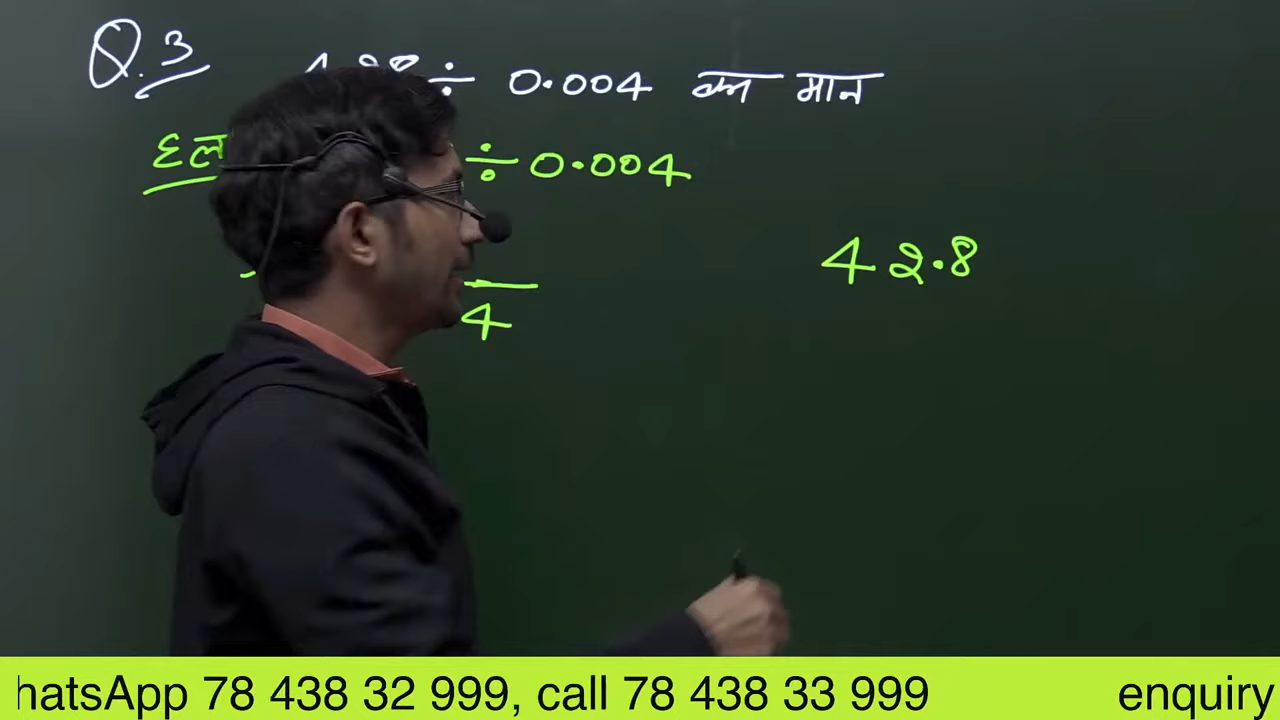 Q.3 ÷ 0.004 का मान
हल ÷ 0.004
42.8
4
hatsApp 78 438 32 999, call 78 438 33 999 enquiry